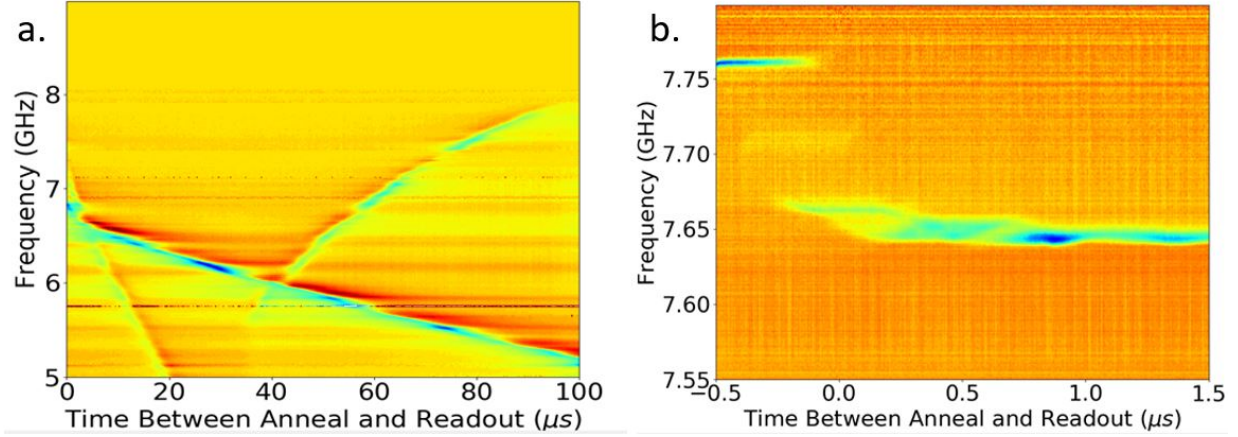 a.
8
7
6
5
Frequency (GHz)
0 20 40 60 80 100
Time Between Anneal and Readout (μs)
b.
7.75
7.70
7.65
7.60
7.55
Frequency (GHz)
−0.5 0.0 0.5 1.0 1.5
Time Between Anneal and Readout (μs)